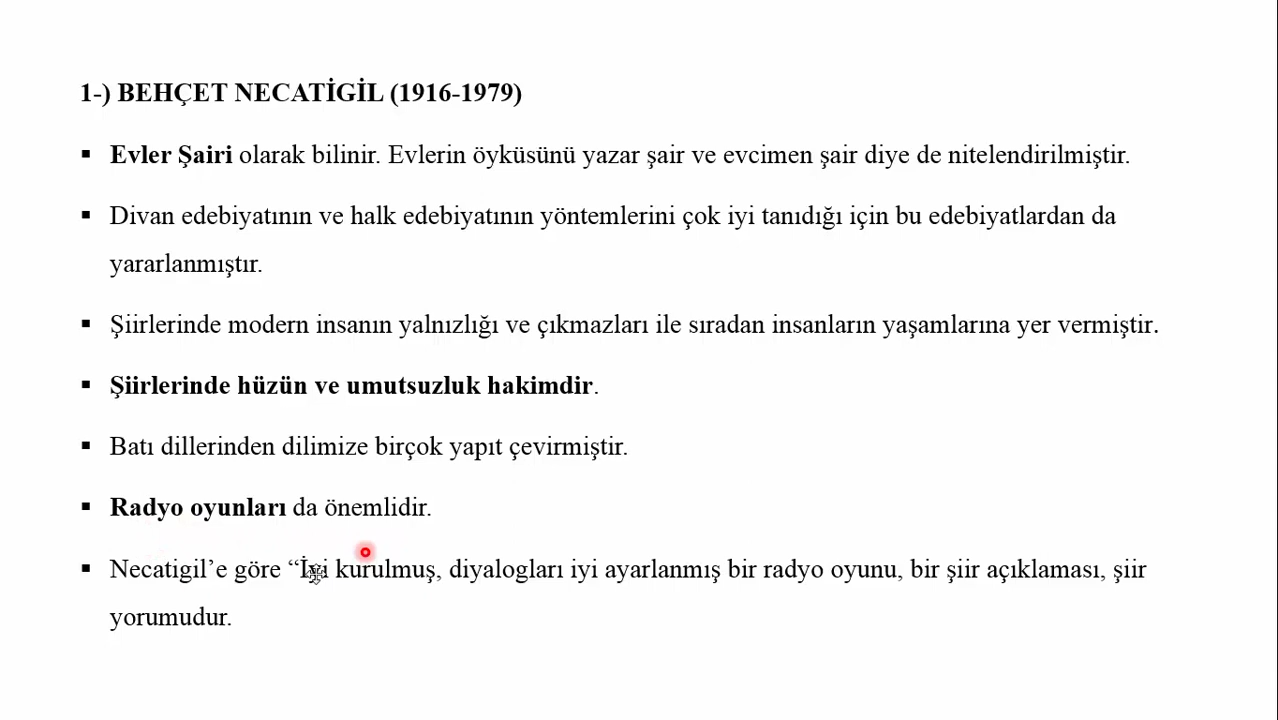 1-) BEHÇET NECATİGİL (1916-1979)
▪ Evler Şairi olarak bilinir. Evlerin öyküsünü yazar şair ve evcimen şair diye de nitelendirilmiştir.
▪ Divan edebiyatının ve halk edebiyatının yöntemlerini çok iyi tanıdığı için bu edebiyatlardan da
yararlanmıştır.
▪ Şiirlerinde modern insanın yalnızlığı ve çıkmazları ile sıradan insanların yaşamlarına yer vermiştir.
▪ Şiirlerinde hüzün ve umutsuzluk hakimdir.
▪ Batı dillerinden dilimize birçok yapıt çevirmiştir.
▪ Radyo oyunları da önemlidir.
▪ Necatigil’e göre “İyi kurulmuş, diyalogları iyi ayarlanmış bir radyo oyunu, bir şiir açıklaması, şiir
yorumudur.